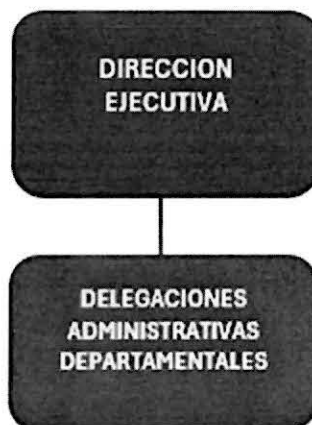 DIRECCION
EJECUTIVA
DELEGACIONES
ADMINISTRATIVAS
DEPARTAMENTALES